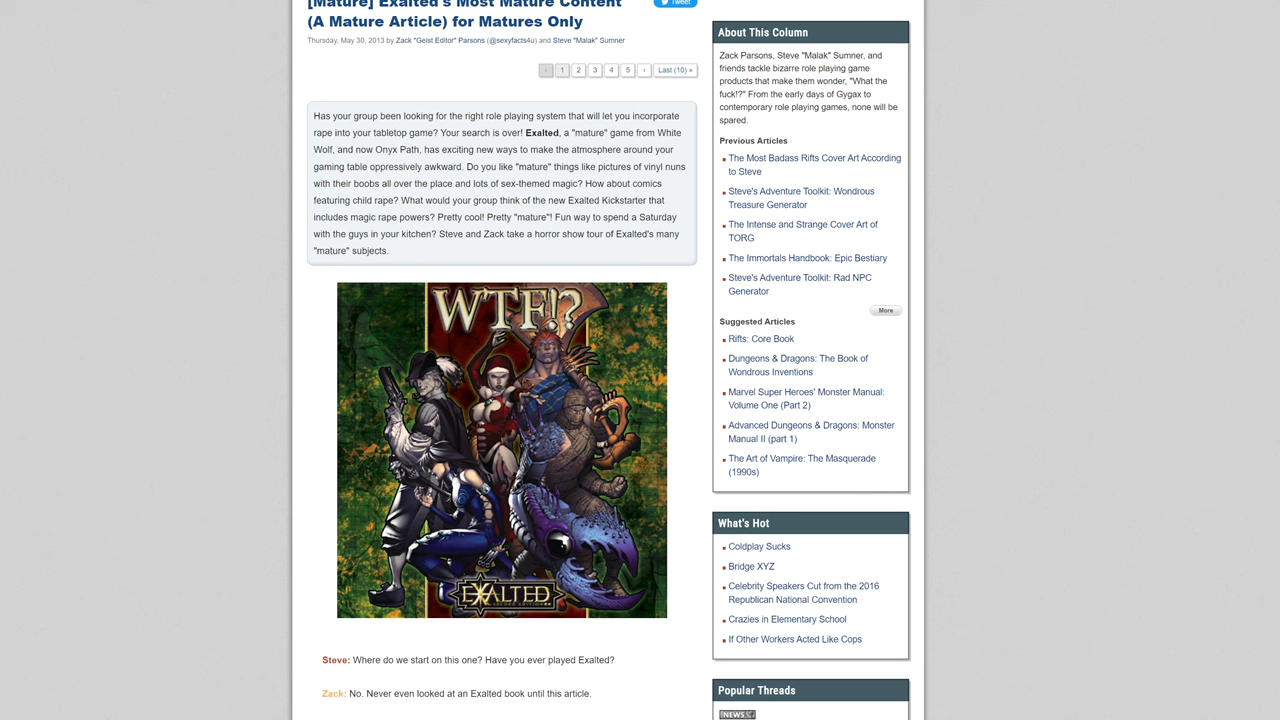 [Mature] Exalted's Most Mature Content
(A Mature Article) for Matures Only
Tweet
Thursday, May 30, 2013 by Zack "Geist Editor" Parsons (@sexyfacts4u) and Steve "Malak" Sumner
‹ 1 2 3 4 5 › Last (10) »
Has your group been looking for the right role playing system that will let you incorporate
rape into your tabletop game? Your search is over! Exalted, a "mature" game from White
Wolf, and now Onyx Path, has exciting new ways to make the atmosphere around your
gaming table oppressively awkward. Do you like "mature" things like pictures of vinyl nuns
with their boobs all over the place and lots of sex-themed magic? How about comics
featuring child rape? What would your group think of the new Exalted Kickstarter that
includes magic rape powers? Pretty cool! Pretty "mature"! Fun way to spend a Saturday
with the guys in your kitchen? Steve and Zack take a horror show tour of Exalted's many
"mature" subjects.
WTF!?
EXALTED
SECOND EDITION
Steve: Where do we start on this one? Have you ever played Exalted?
Zack: No. Never even looked at an Exalted book until this article.
About This Column
Zack Parsons, Steve "Malak" Sumner, and
friends tackle bizarre role playing game
products that make them wonder, "What the
fuck!?" From the early days of Gygax to
contemporary role playing games, none will be
spared.
Previous Articles
The Most Badass Rifts Cover Art According
to Steve
Steve's Adventure Toolkit: Wondrous
Treasure Generator
The Intense and Strange Cover Art of
TORG
The Immortals Handbook: Epic Bestiary
Steve's Adventure Toolkit: Rad NPC
Generator
More
Suggested Articles
Rifts: Core Book
Dungeons & Dragons: The Book of
Wondrous Inventions
Marvel Super Heroes' Monster Manual:
Volume One (Part 2)
Advanced Dungeons & Dragons: Monster
Manual II (part 1)
The Art of Vampire: The Masquerade
(1990s)
What's Hot
Coldplay Sucks
Bridge XYZ
Celebrity Speakers Cut from the 2016
Republican National Convention
Crazies in Elementary School
If Other Workers Acted Like Cops
Popular Threads
NEWS